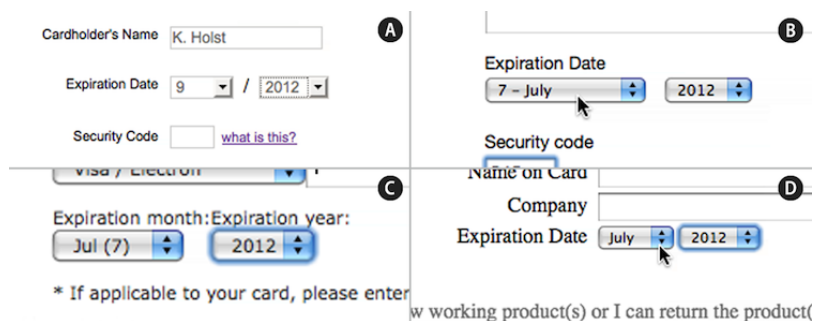 Cardholder's Name K. Holst
A
Expiration Date 9 / 2012
Security Code what is this?
B
Expiration Date
7 - July 2012
Security code
Visa / Electron
C
Expiration month:Expiration year:
Jul (7) 2012
* If applicable to your card, please enter
Name on Card
D
Company
Expiration Date July 2012
w working product(s) or I can return the product(